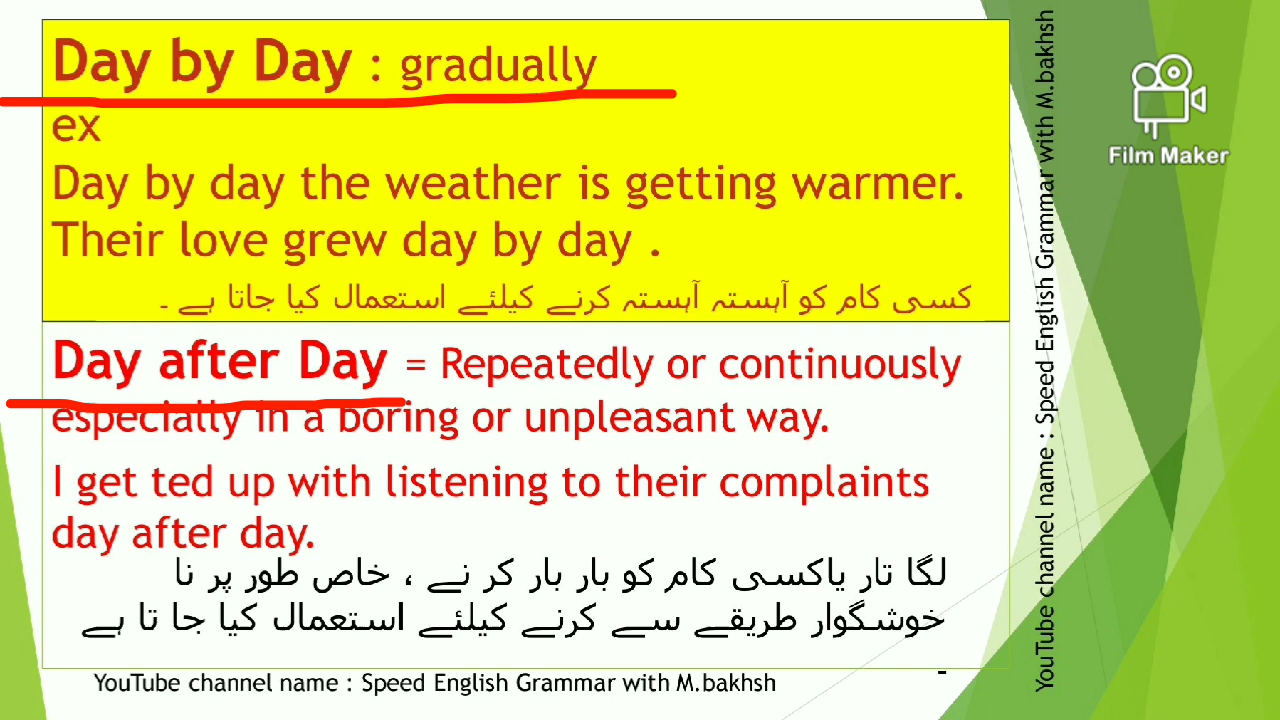 Day by Day : gradually
ex
Day by day the weather is getting warmer.
Their love grew day by day .
کسی کام کو آہستہ آہستہ کرنے کیلئے استعمال کیا جاتا ہے ۔
Day after Day = Repeatedly or continuously
especially in a boring or unpleasant way.
I get ted up with listening to their complaints
day after day.
لگا تار یاکسی کام کو بار بار کر نے ، خاص طور پر نا
خوشگوار طریقے سے کرنے کیلئے استعمال کیا جا تا ہے
۔
YouTube channel name : Speed English Grammar with M.bakhsh
YouTube channel name : Speed English Grammar with M.bakhsh
Film Maker